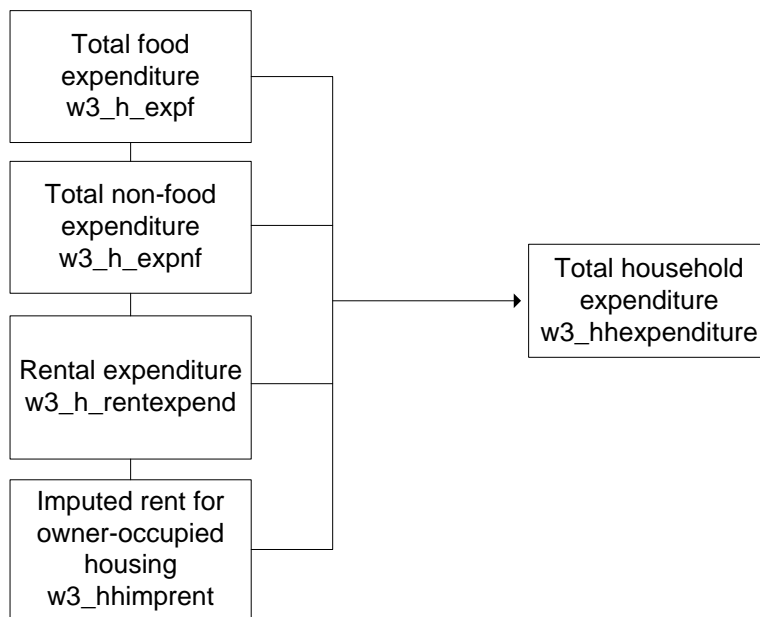 Total food
expenditure
w3_h_expf
Total non-food
expenditure
w3_h_expnf
Rental expenditure
w3_h_rentexpend
Imputed rent for
owner-occupied
housing
w3_hhimprent
Total household
expenditure
w3_hhexpenditure